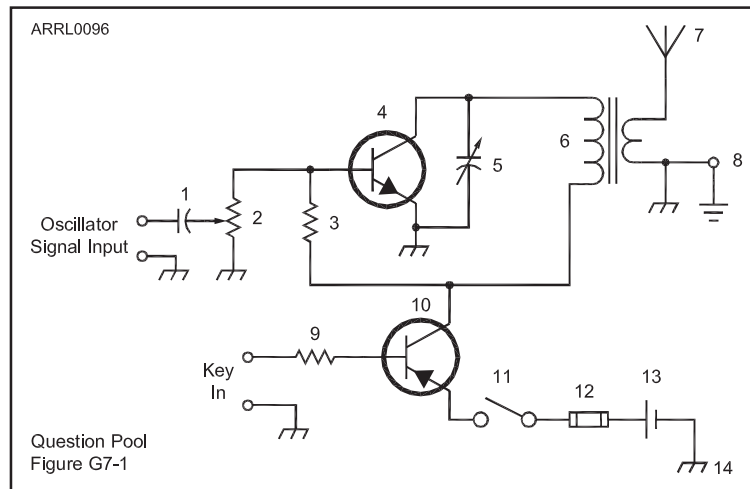 ARRL0096
7
4
6
5
8
1
2
3
Oscillator
Signal Input
10
9
11
12
13
Key
In
14
Question Pool
Figure G7-1